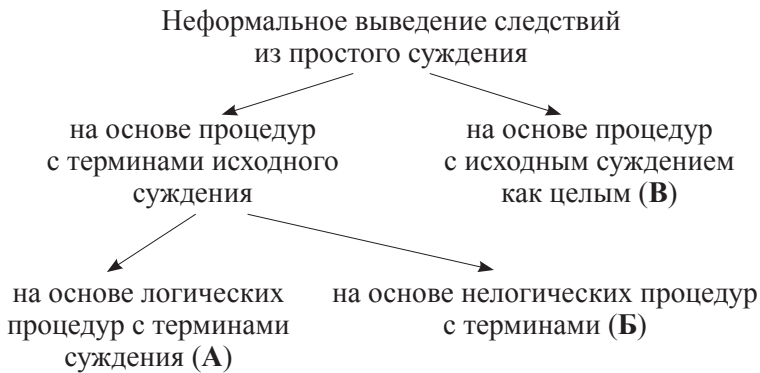 Неформальное выведение следствий
из простого суждения
на основе процедур
с терминами исходного
суждения
на основе процедур
с исходным суждением
как целым (В)
на основе логических
процедур с терминами
суждения (А)
на основе нелогических процедур
с терминами (Б)